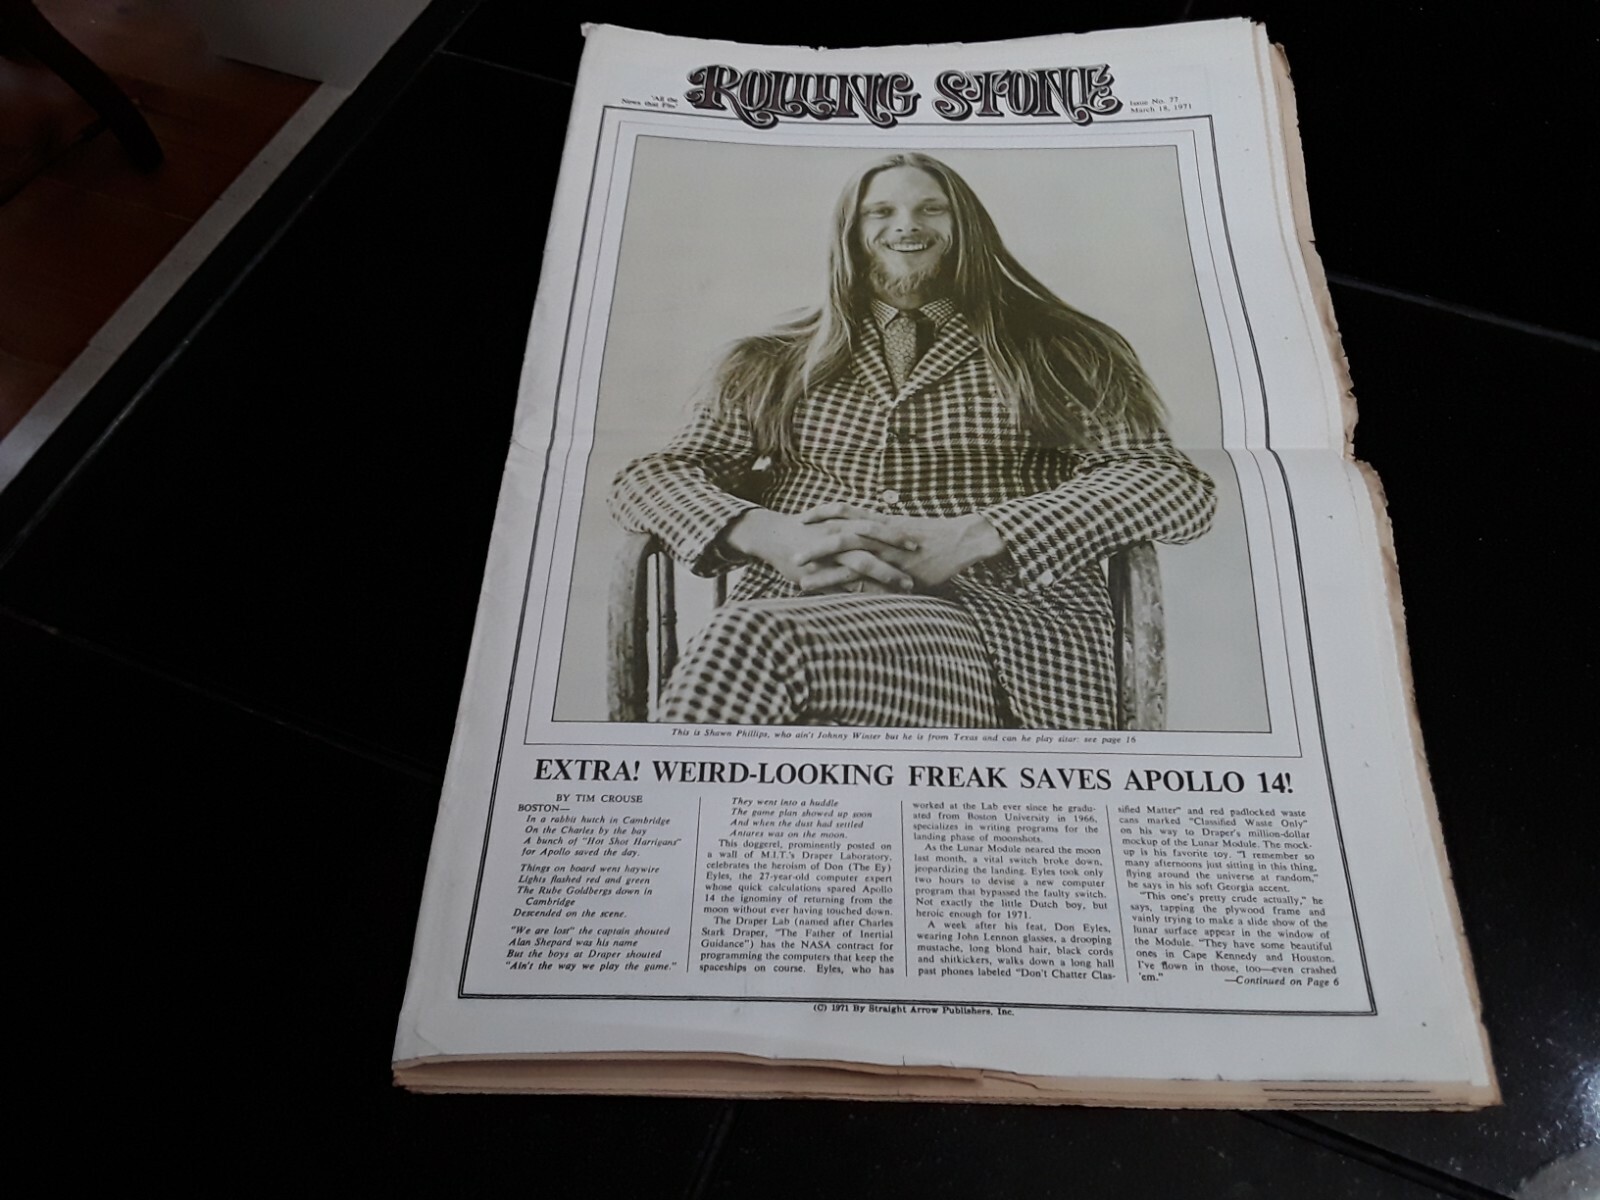 'All the
News that Fits'
ROLLING STONE
Issue No. 77
March 18, 1971
This is Shawn Phillips, who ain't Johnny Winter but he is from Texas and can he play sitar: see page 16
EXTRA! WEIRD-LOOKING FREAK SAVES APOLLO 14!
BY TIM CROUSE
BOSTON—
In a rabbit hutch in Cambridge
On the Charles by the bay
A bunch of "Hot Shot Harrigans"
for Apollo saved the day.
Things on board went haywire
Lights flashed red and green
The Rube Goldbergs down in
Cambridge
Descended on the scene.
"We are lost" the captain shouted
Alan Shepard was his name
But the boys at Draper shouted
"Ain't the way we play the game."
They went into a huddle
The game plan showed up soon
And when the dust had settled
Antares was on the moon.
This doggerel, prominently posted on
a wall of M.I.T.'s Draper Laboratory,
celebrates the heroism of Don (The Ey)
Eyles, the 27-year-old computer expert
whose quick calculations spared Apollo
14 the ignominy of returning from the
moon without ever having touched down.
The Draper Lab (named after Charles
Stark Draper, "The Father of Inertial
Guidance") has the NASA contract for
programming the computers that keep the
spaceships on course. Eyles, who has
worked at the Lab ever since he gradu-
ated from Boston University in 1966,
specializes in writing programs for the
landing phase of moonshots.
As the Lunar Module neared the moon
last month, a vital switch broke down,
jeopardizing the landing. Eyles took only
two hours to devise a new computer
program that bypassed the faulty switch.
Not exactly the little Dutch boy, but
heroic enough for 1971.
A week after his feat, Don Eyles,
wearing John Lennon glasses, a drooping
mustache, long blond hair, black cords
and shitkickers, walks down a long hall
past phones labeled "Don't Chatter Clas-
sified Matter" and red padlocked waste
cans marked "Classified Waste Only"
on his way to Draper's million-dollar
mockup of the Lunar Module. The mock-
up is his favorite toy. "I remember so
many afternoons just sitting in this thing,
flying around the universe at random,"
he says in his soft Georgia accent.
"This one's pretty crude actually," he
says, tapping the plywood frame and
vainly trying to make a slide show of the
lunar surface appear in the window of
the Module. "They have some beautiful
ones in Cape Kennedy and Houston.
I've flown in those, too—even crashed
'em."
—Continued on Page 6
(C) 1971 By Straight Arrow Publishers, Inc.